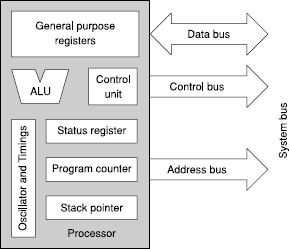 General purpose
registers
Data bus
ALU
Control
unit
Control bus
Oscillator and Timings
Status register
Program counter
Address bus
Stack pointer
Processor
System bus